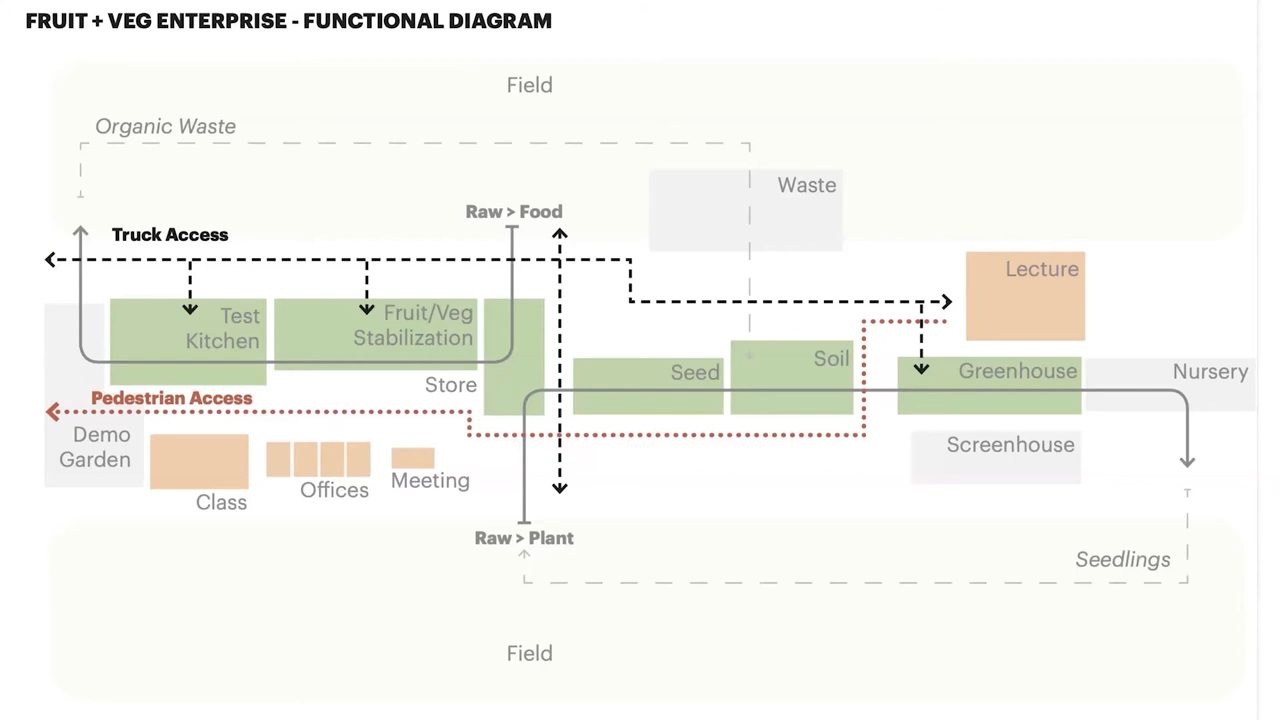 FRUIT + VEG ENTERPRISE - FUNCTIONAL DIAGRAM
Field
Organic Waste
Waste
Raw > Food
Truck Access
Lecture
Test
Kitchen
Fruit/Veg
Stabilization
Store
Seed
Soil
Greenhouse
Nursery
Pedestrian Access
Demo
Garden
Class
Offices
Meeting
Screenhouse
Raw > Plant
Seedlings
Field